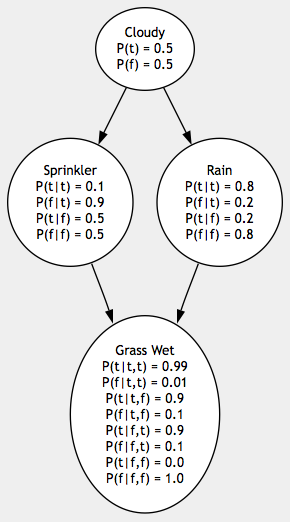 Cloudy
P(t) = 0.5
P(f) = 0.5
Sprinkler
P(t|t) = 0.1
P(f|t) = 0.9
P(t|f) = 0.5
P(f|f) = 0.5
Rain
P(t|t) = 0.8
P(f|t) = 0.2
P(t|f) = 0.2
P(f|f) = 0.8
Grass Wet
P(t|t,t) = 0.99
P(f|t,t) = 0.01
P(t|t,f) = 0.9
P(f|t,f) = 0.1
P(t|f,t) = 0.9
P(f|f,t) = 0.1
P(t|f,f) = 0.0
P(f|f,f) = 1.0